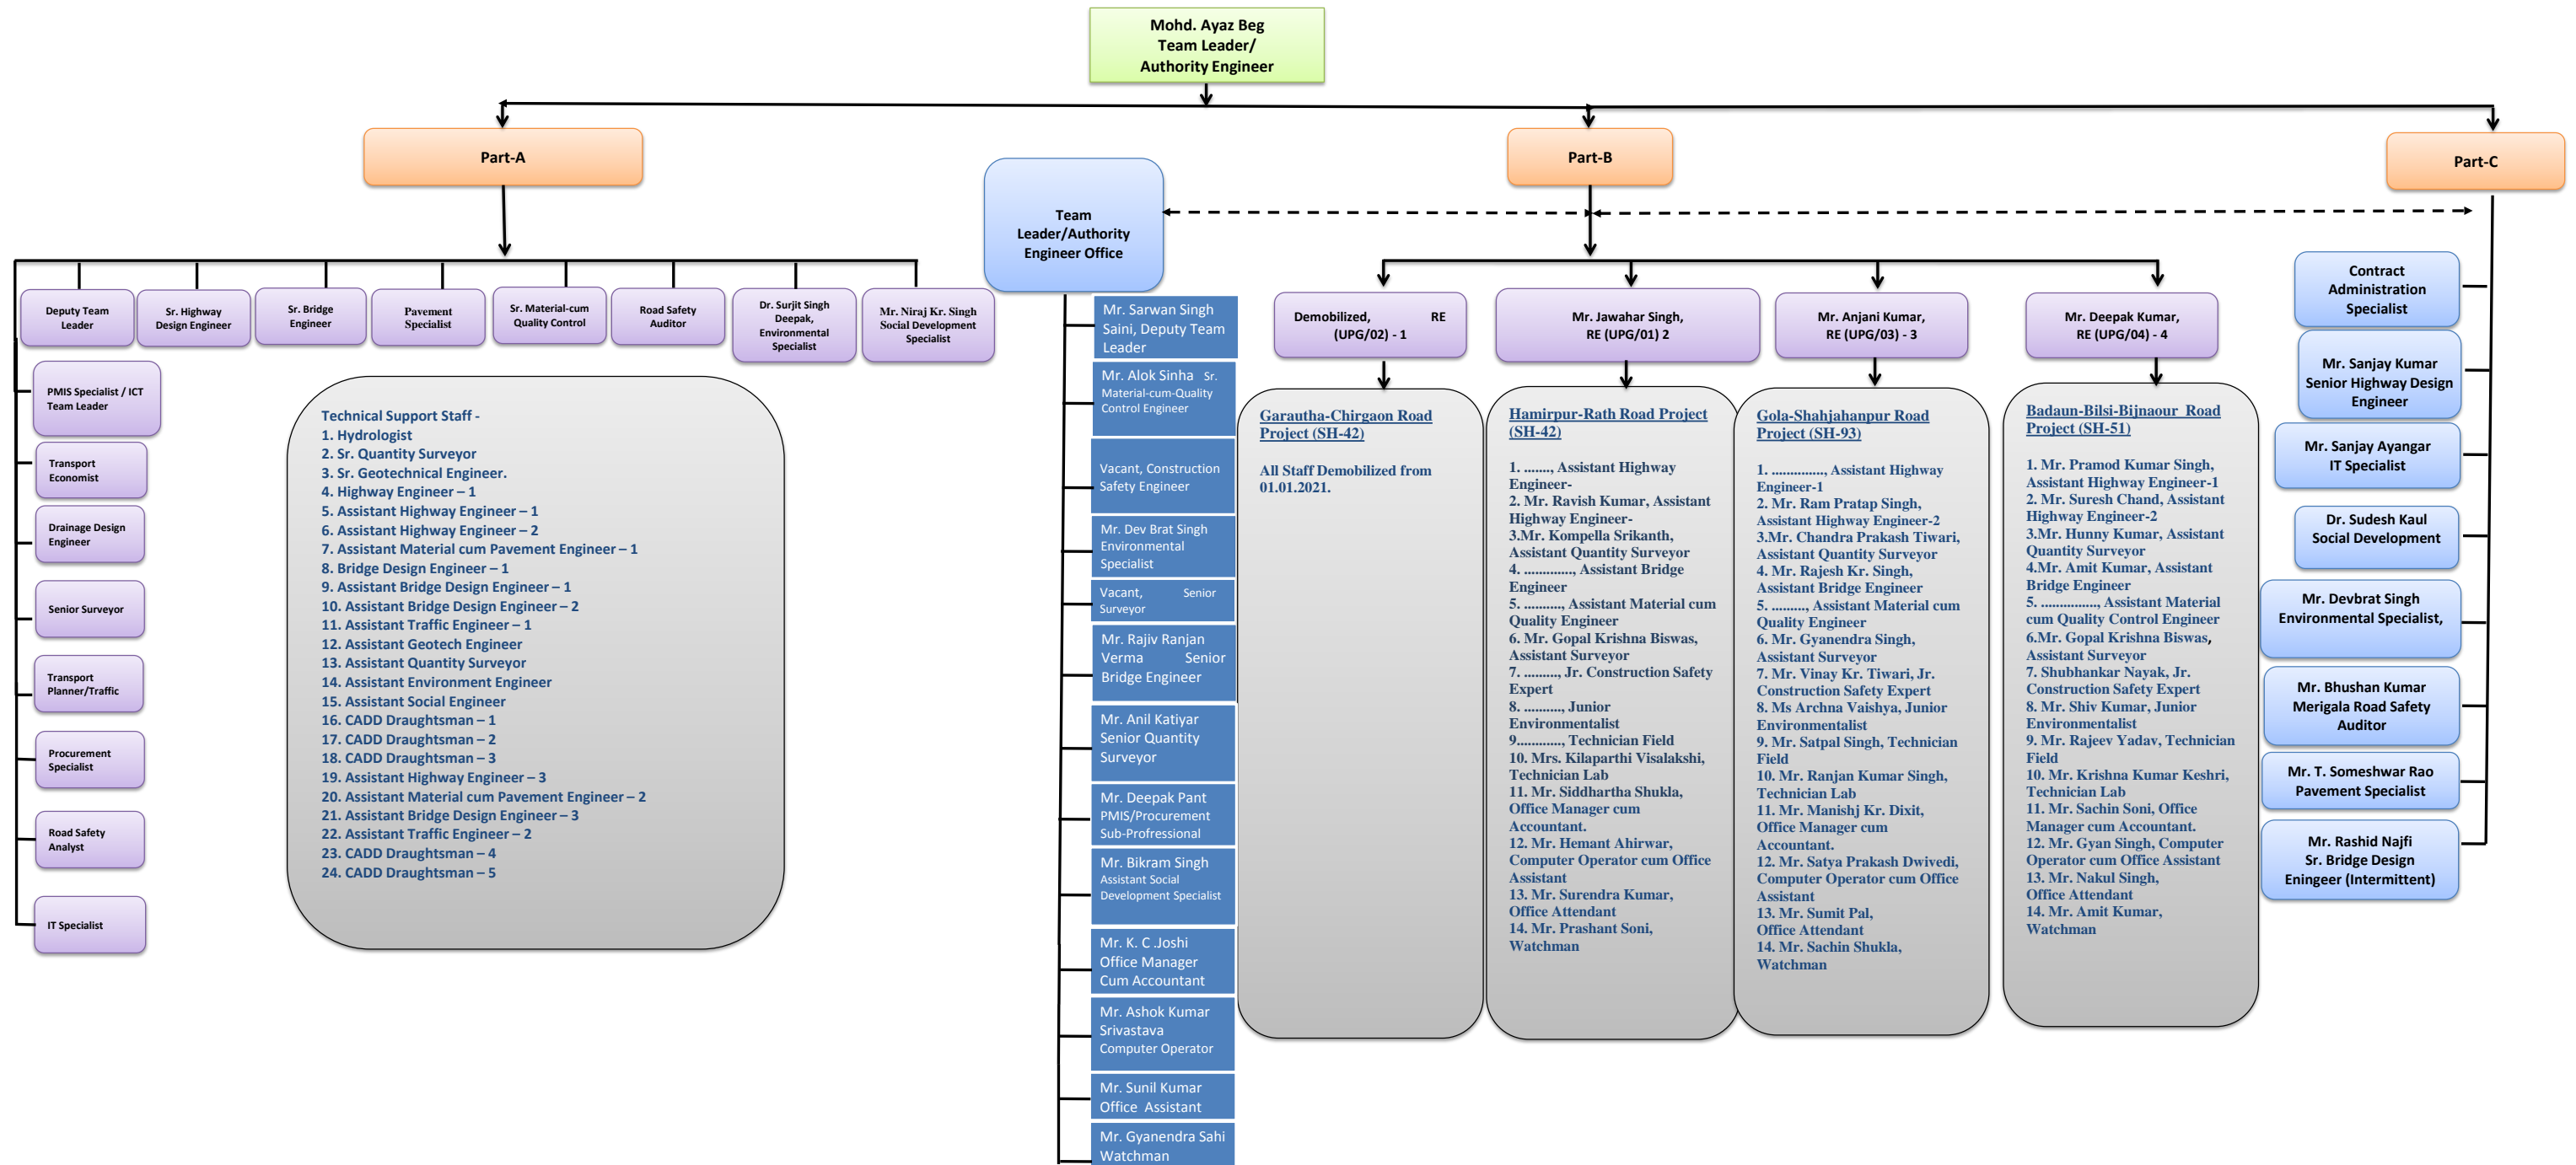 Mohd. Ayaz Beg
Team Leader/
Authority Engineer
Part-A
Part-B
Part-C
Deputy Team
Leader
Sr. Highway
Design Engineer
Sr. Bridge
Engineer
Pavement
Specialist
Sr. Material-cum
Quality Control
Road Safety
Auditor
Dr. Surjit Singh
Deepak,
Environmental
Specialist
Mr. Niraj Kr. Singh
Social Development
Specialist
PMIS Specialist / ICT
Team Leader
Transport
Economist
Drainage Design
Engineer
Senior Surveyor
Transport
Planner/Traffic
Procurement
Specialist
Road Safety
Analyst
IT Specialist
Technical Support Staff -
1. Hydrologist
2. Sr. Quantity Surveyor
3. Sr. Geotechnical Engineer.
4. Highway Engineer – 1
5. Assistant Highway Engineer – 1
6. Assistant Highway Engineer – 2
7. Assistant Material cum Pavement Engineer – 1
8. Bridge Design Engineer – 1
9. Assistant Bridge Design Engineer – 1
10. Assistant Bridge Design Engineer – 2
11. Assistant Traffic Engineer – 1
12. Assistant Geotech Engineer
13. Assistant Quantity Surveyor
14. Assistant Environment Engineer
15. Assistant Social Engineer
16. CADD Draughtsman – 1
17. CADD Draughtsman – 2
18. CADD Draughtsman – 3
19. Assistant Highway Engineer – 3
20. Assistant Material cum Pavement Engineer – 2
21. Assistant Bridge Design Engineer – 3
22. Assistant Traffic Engineer – 2
23. CADD Draughtsman – 4
24. CADD Draughtsman – 5
Team
Leader/Authority
Engineer Office
Mr. Sarwan Singh
Saini, Deputy Team
Leader
Mr. Alok Sinha Sr.
Material-cum-Quality
Control Engineer
Vacant, Construction
Safety Engineer
Mr. Dev Brat Singh
Environmental
Specialist
Vacant, Senior
Surveyor
Mr. Rajiv Ranjan
Verma Senior
Bridge Engineer
Mr. Anil Katiyar
Senior Quantity
Surveyor
Mr. Deepak Pant
PMIS/Procurement
Sub-Profressional
Mr. Bikram Singh
Assistant Social
Development Specialist
Mr. K. C .Joshi
Office Manager
Cum Accountant
Mr. Ashok Kumar
Srivastava
Computer Operator
Mr. Sunil Kumar
Office Assistant
Mr. Gyanendra Sahi
Watchman
Demobilized, RE
(UPG/02) - 1
Garautha-Chirgaon Road
Project (SH-42)
All Staff Demobilized from
01.01.2021.
Mr. Jawahar Singh,
RE (UPG/01) 2
Hamirpur-Rath Road Project
(SH-42)
1. ......., Assistant Highway
Engineer-
2. Mr. Ravish Kumar, Assistant
Highway Engineer-
3.Mr. Kompella Srikanth,
Assistant Quantity Surveyor
4. .............., Assistant Bridge
Engineer
5. .........., Assistant Material cum
Quality Engineer
6. Mr. Gopal Krishna Biswas,
Assistant Surveyor
7. ........., Jr. Construction Safety
Expert
8. .........., Junior
Environmentalist
9............, Technician Field
10. Mrs. Kilaparthi Visalakshi,
Technician Lab
11. Mr. Siddhartha Shukla,
Office Manager cum
Accountant.
12. Mr. Hemant Ahirwar,
Computer Operator cum Office
Assistant
13. Mr. Surendra Kumar,
Office Attendant
14. Mr. Prashant Soni,
Watchman
Mr. Anjani Kumar,
RE (UPG/03) - 3
Gola-Shahjahanpur Road
Project (SH-93)
1. .............., Assistant Highway
Engineer-1
2. Mr. Ram Pratap Singh,
Assistant Highway Engineer-2
3.Mr. Chandra Prakash Tiwari,
Assistant Quantity Surveyor
4. Mr. Rajesh Kr. Singh,
Assistant Bridge Engineer
5. ........., Assistant Material cum
Quality Engineer
6. Mr. Gyanendra Singh,
Assistant Surveyor
7. Mr. Vinay Kr. Tiwari, Jr.
Construction Safety Expert
8. Ms Archna Vaishya, Junior
Environmentalist
9. Mr. Satpal Singh, Technician
Field
10. Mr. Ranjan Kumar Singh,
Technician Lab
11. Mr. Manishj Kr. Dixit,
Office Manager cum
Accountant.
12. Mr. Satya Prakash Dwivedi,
Computer Operator cum Office
Assistant
13. Mr. Sumit Pal,
Office Attendant
14. Mr. Sachin Shukla,
Watchman
Mr. Deepak Kumar,
RE (UPG/04) - 4
Badaun-Bilsi-Bijnaour Road
Project (SH-51)
1. Mr. Pramod Kumar Singh,
Assistant Highway Engineer-1
2. Mr. Suresh Chand, Assistant
Highway Engineer-2
3.Mr. Hunny Kumar, Assistant
Quantity Surveyor
4.Mr. Amit Kumar, Assistant
Bridge Engineer
5. ..............., Assistant Material
cum Quality Control Engineer
6.Mr. Gopal Krishna Biswas,
Assistant Surveyor
7. Shubhankar Nayak, Jr.
Construction Safety Expert
8. Mr. Shiv Kumar, Junior
Environmentalist
9. Mr. Rajeev Yadav, Technician
Field
10. Mr. Krishna Kumar Keshri,
Technician Lab
11. Mr. Sachin Soni, Office
Manager cum Accountant.
12. Mr. Gyan Singh, Computer
Operator cum Office Assistant
13. Mr. Nakul Singh,
Office Attendant
14. Mr. Amit Kumar,
Watchman
Contract
Administration
Specialist
Mr. Sanjay Kumar
Senior Highway Design
Engineer
Mr. Sanjay Ayangar
IT Specialist
Dr. Sudesh Kaul
Social Development
Mr. Devbrat Singh
Environmental Specialist,
Mr. Bhushan Kumar
Merigala Road Safety
Auditor
Mr. T. Someshwar Rao
Pavement Specialist
Mr. Rashid Najfi
Sr. Bridge Design
Eningeer (Intermittent)